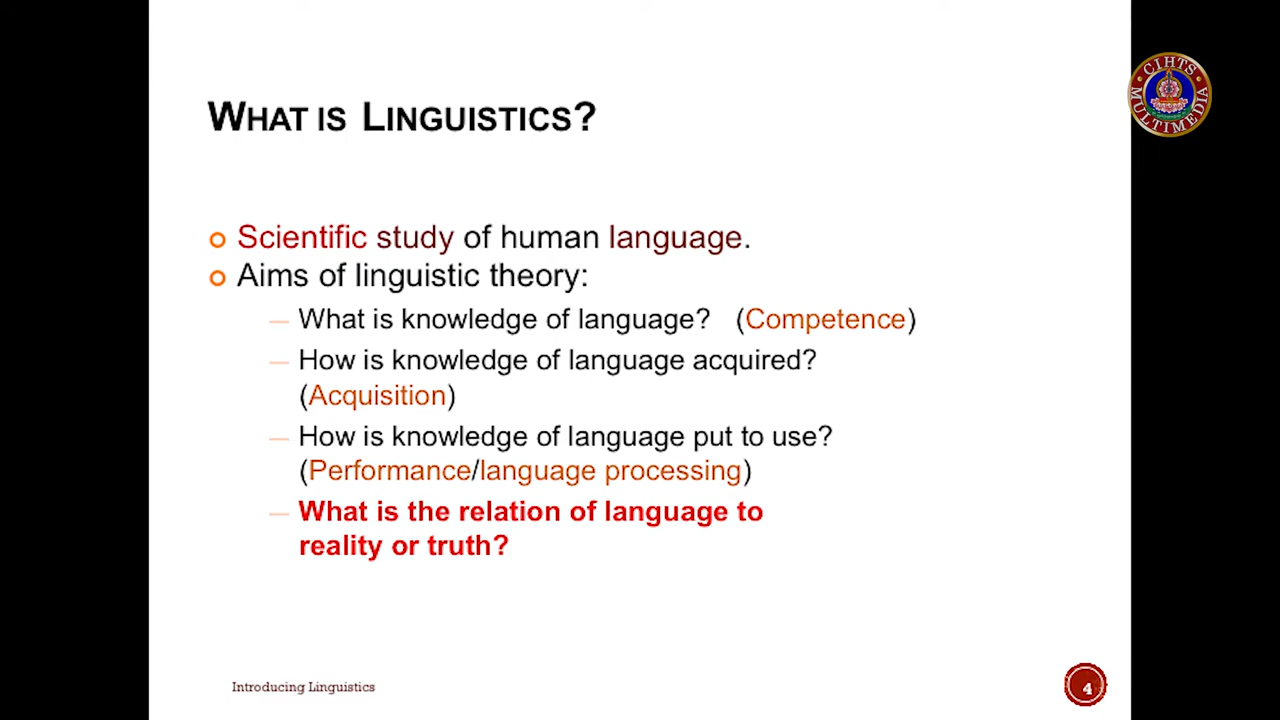 WHAT IS LINGUISTICS?
Scientific study of human language.
Aims of linguistic theory:
What is knowledge of language? (Competence)
How is knowledge of language acquired?
(Acquisition)
How is knowledge of language put to use?
(Performance/language processing)
What is the relation of language to
reality or truth?
Introducing Linguistics
4
CIHTS
MULTIMEDIA